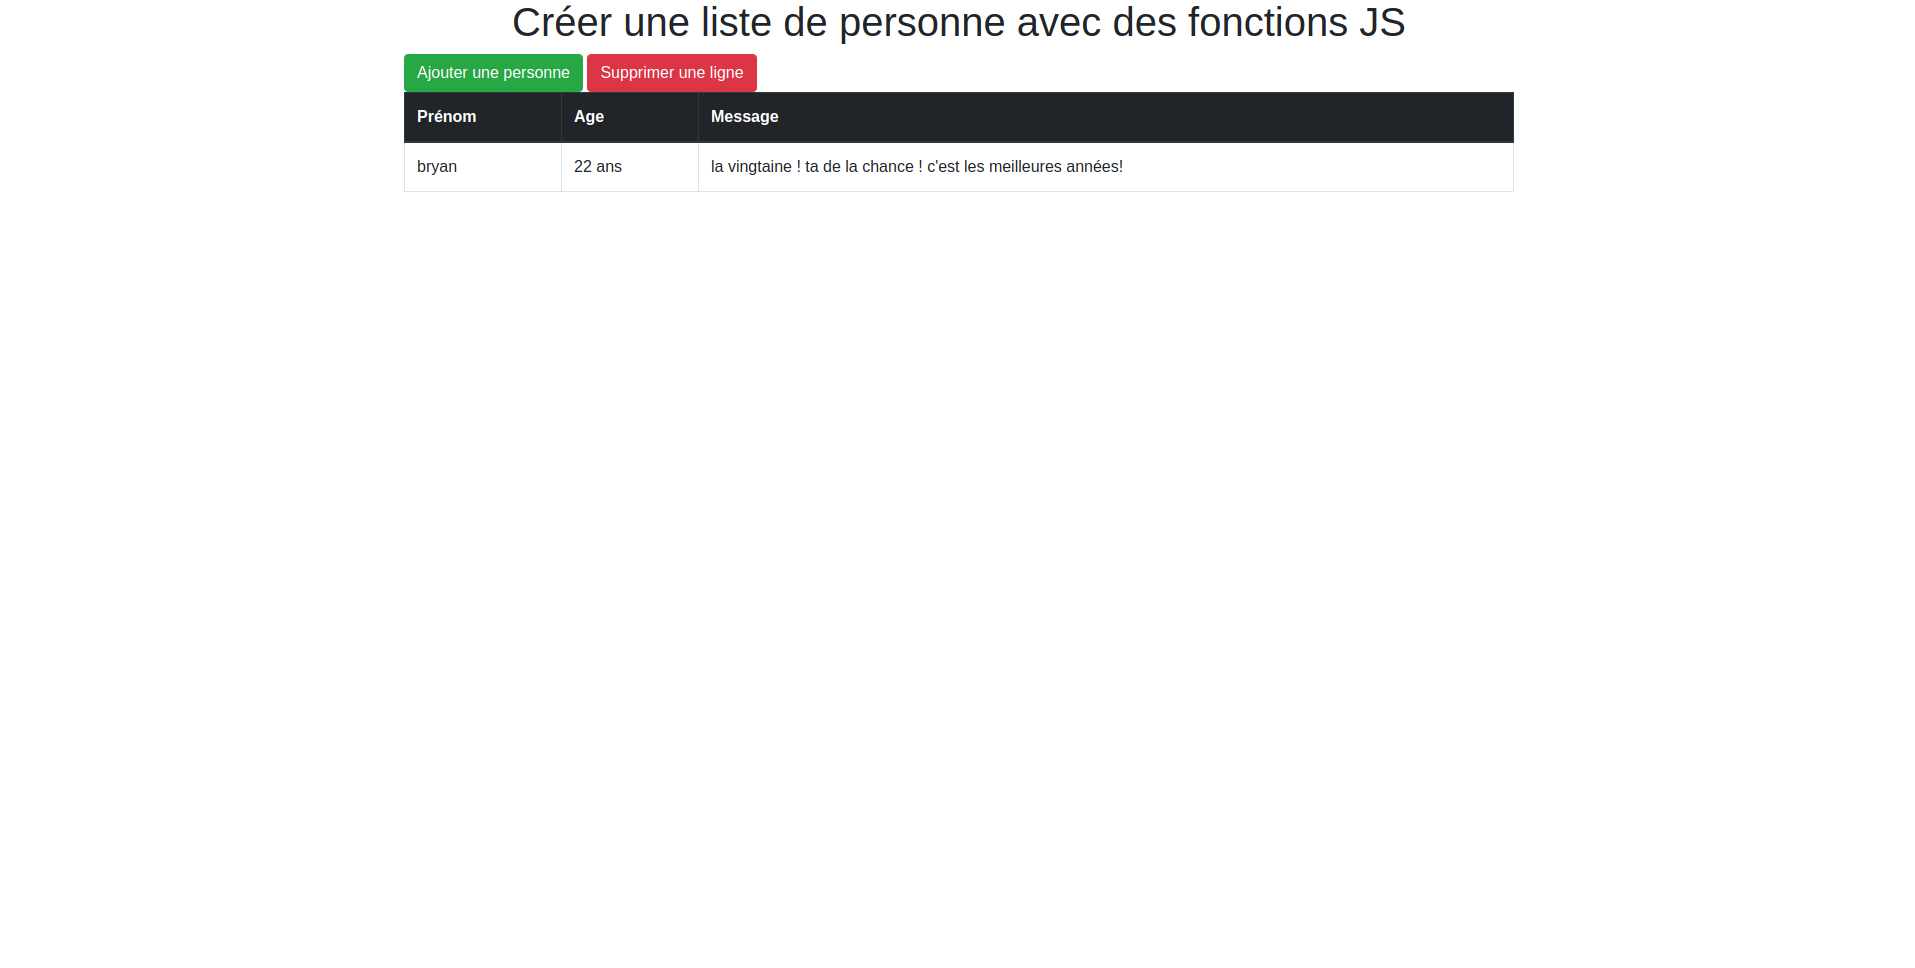 Créer une liste de personne avec des fonctions JS
Ajouter une personne Supprimer une ligne
Prénom Age Message
bryan 22 ans la vingtaine ! ta de la chance ! c'est les meilleures années!